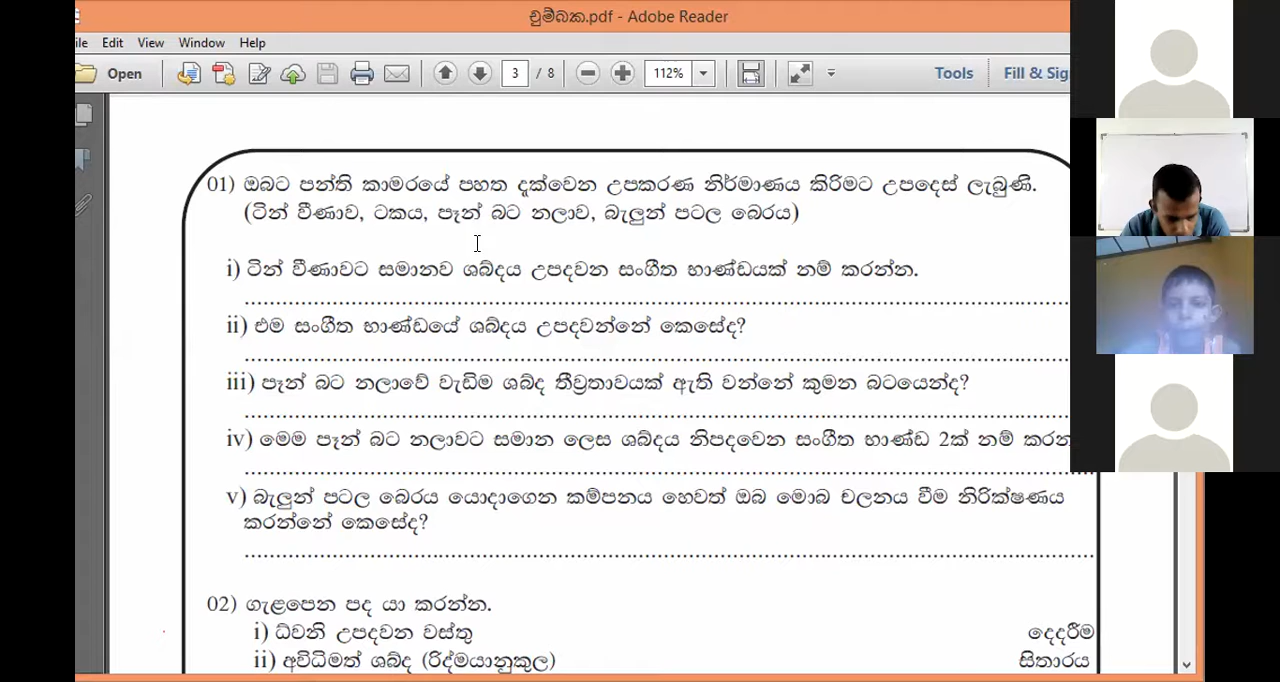 චුම්බක.pdf - Adobe Reader
ile Edit View Window Help
Open 3 / 8 112% Tools Fill & Sig
01) ඔබට පන්ති කාමරයේ පහත දැක්වෙන උපකරණ නිර්මාණය කිරිමට උපදෙස් ලැබුණි.
(ටින් වීණාව, ටකය, පෑන් බට නලාව, බැලූන් පටල බෙරය)
i) ටින් වීණාවට සමානව ශබ්දය උපදවන සංගීත භාණ්ඩයක් නම් කරන්න.
ii) එම සංගීත භාණ්ඩයේ ශබ්දය උපදවන්නේ කෙසේද?
iii) පෑන් බට නලාවේ වැඩිම ශබ්ද තීව්‍රතාවයක් ඇති වන්නේ කුමන බටයෙන්ද?
iv) මෙම පෑන් බට නලාවට සමාන ලෙස ශබ්දය නිපදවෙන සංගීත භාණ්ඩ 2ක් නම් කරන
v) බැලූන් පටල බෙරය යොදාගෙන කම්පනය හෙවත් ඔබ මොබ චලනය වීම නිරික්ෂණය
කරන්නේ කෙසේද?
02) ගැළපෙන පද යා කරන්න.
i) ධ්වනි උපදවන වස්තු දෙදරීම
ii) අවිධිමත් ශබ්ද (රිද්මයානුකූල) සිතාරය